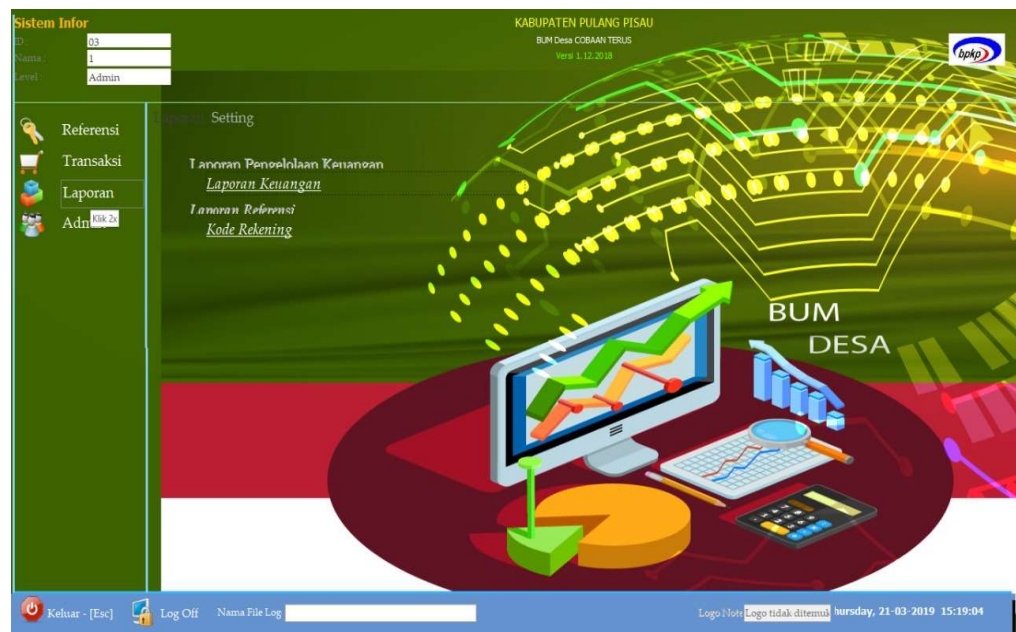 Sistem Infor
KABUPATEN PULANG PISAU
BUM Desa COBAAN TERUS
Versi 1.12.2018
ID 03
Nama : 1
Level : Admin
bpkp
Laporan Setting
Referensi
Transaksi
Laporan
Klik 2x
Laporan Pengelolaan Keuangan
Laporan Keuangan
Laporan Referensi
Kode Rekening
BUM
DESA
Keluar - [Esc] Log Off Nama File Log Logo Note Logo tidak ditemuk hursday, 21-03-2019 15:19:04